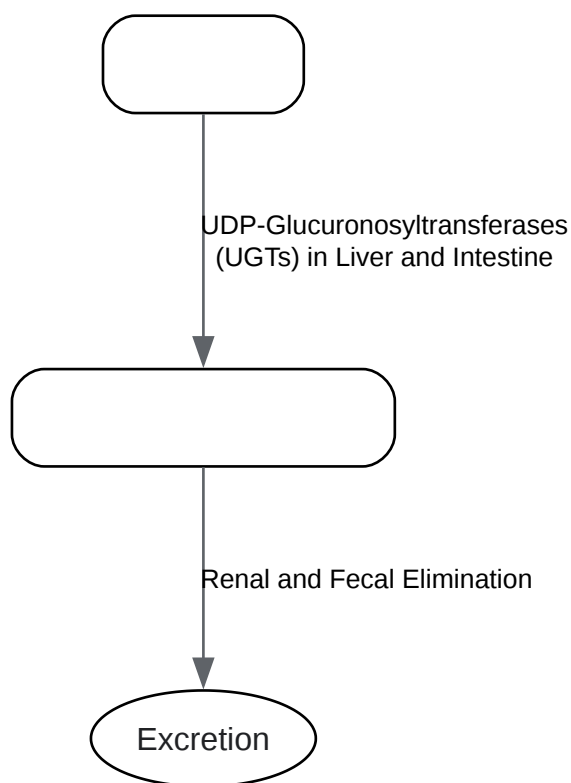 UDP-Glucuronosyltransferases
(UGTs) in Liver and Intestine
Renal and Fecal Elimination
Excretion